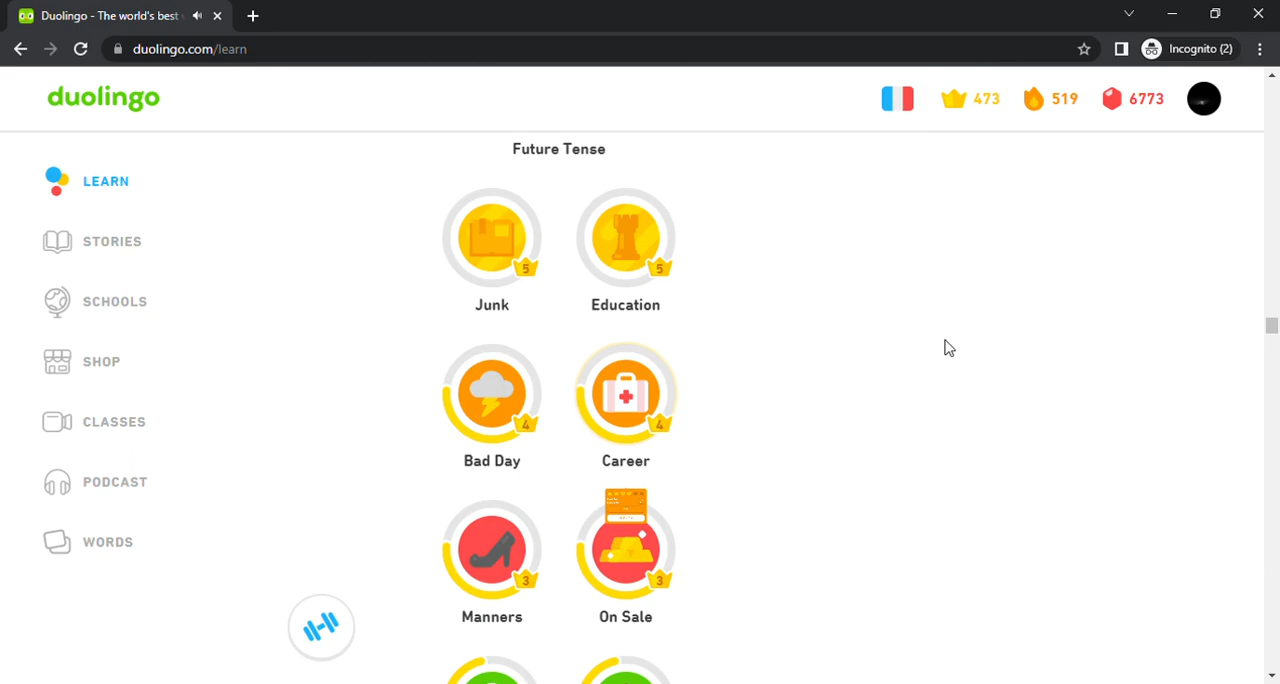 Duolingo - The world's best
duolingo.com/learn
Incognito (2)
duolingo
473
519
6773
Future Tense
LEARN
STORIES
SCHOOLS
SHOP
CLASSES
PODCAST
WORDS
5
5
Junk
Education
4
4
Bad Day
Career
3
3
Manners
On Sale